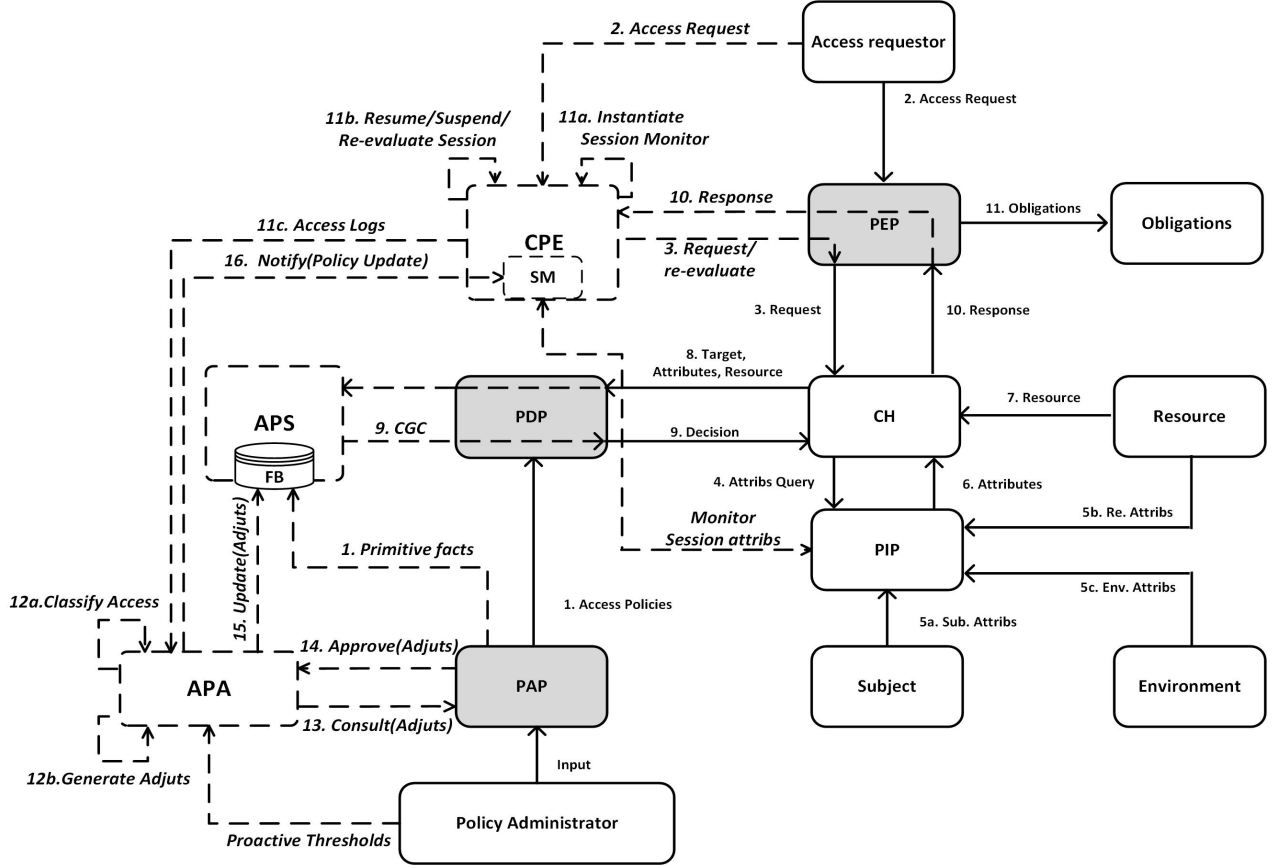 2. Access Request
Access requestor
2. Access Request
11b. Resume/Suspend/
Re-evaluate Session
11a. Instantiate
Session Monitor
10. Response
PEP
11. Obligations
Obligations
11c. Access Logs
CPE
3. Request/
re-evaluate
16. Notify(Policy Update)
SM
3. Request
10. Response
8. Target,
Attributes, Resource
APS
9. CGC
PDP
9. Decision
CH
7. Resource
Resource
FB
4. Attribs Query
6. Attributes
Monitor
Session attribs
5b. Re. Attribs
PIP
15. Update(Adjuts)
1. Primitive facts
5c. Env. Attribs
12a.Classify Access
1. Access Policies
5a. Sub. Attribs
14. Approve(Adjuts)
APA
PAP
Subject
Environment
13. Consult(Adjuts)
12b.Generate Adjuts
Input
Policy Administrator
Proactive Thresholds